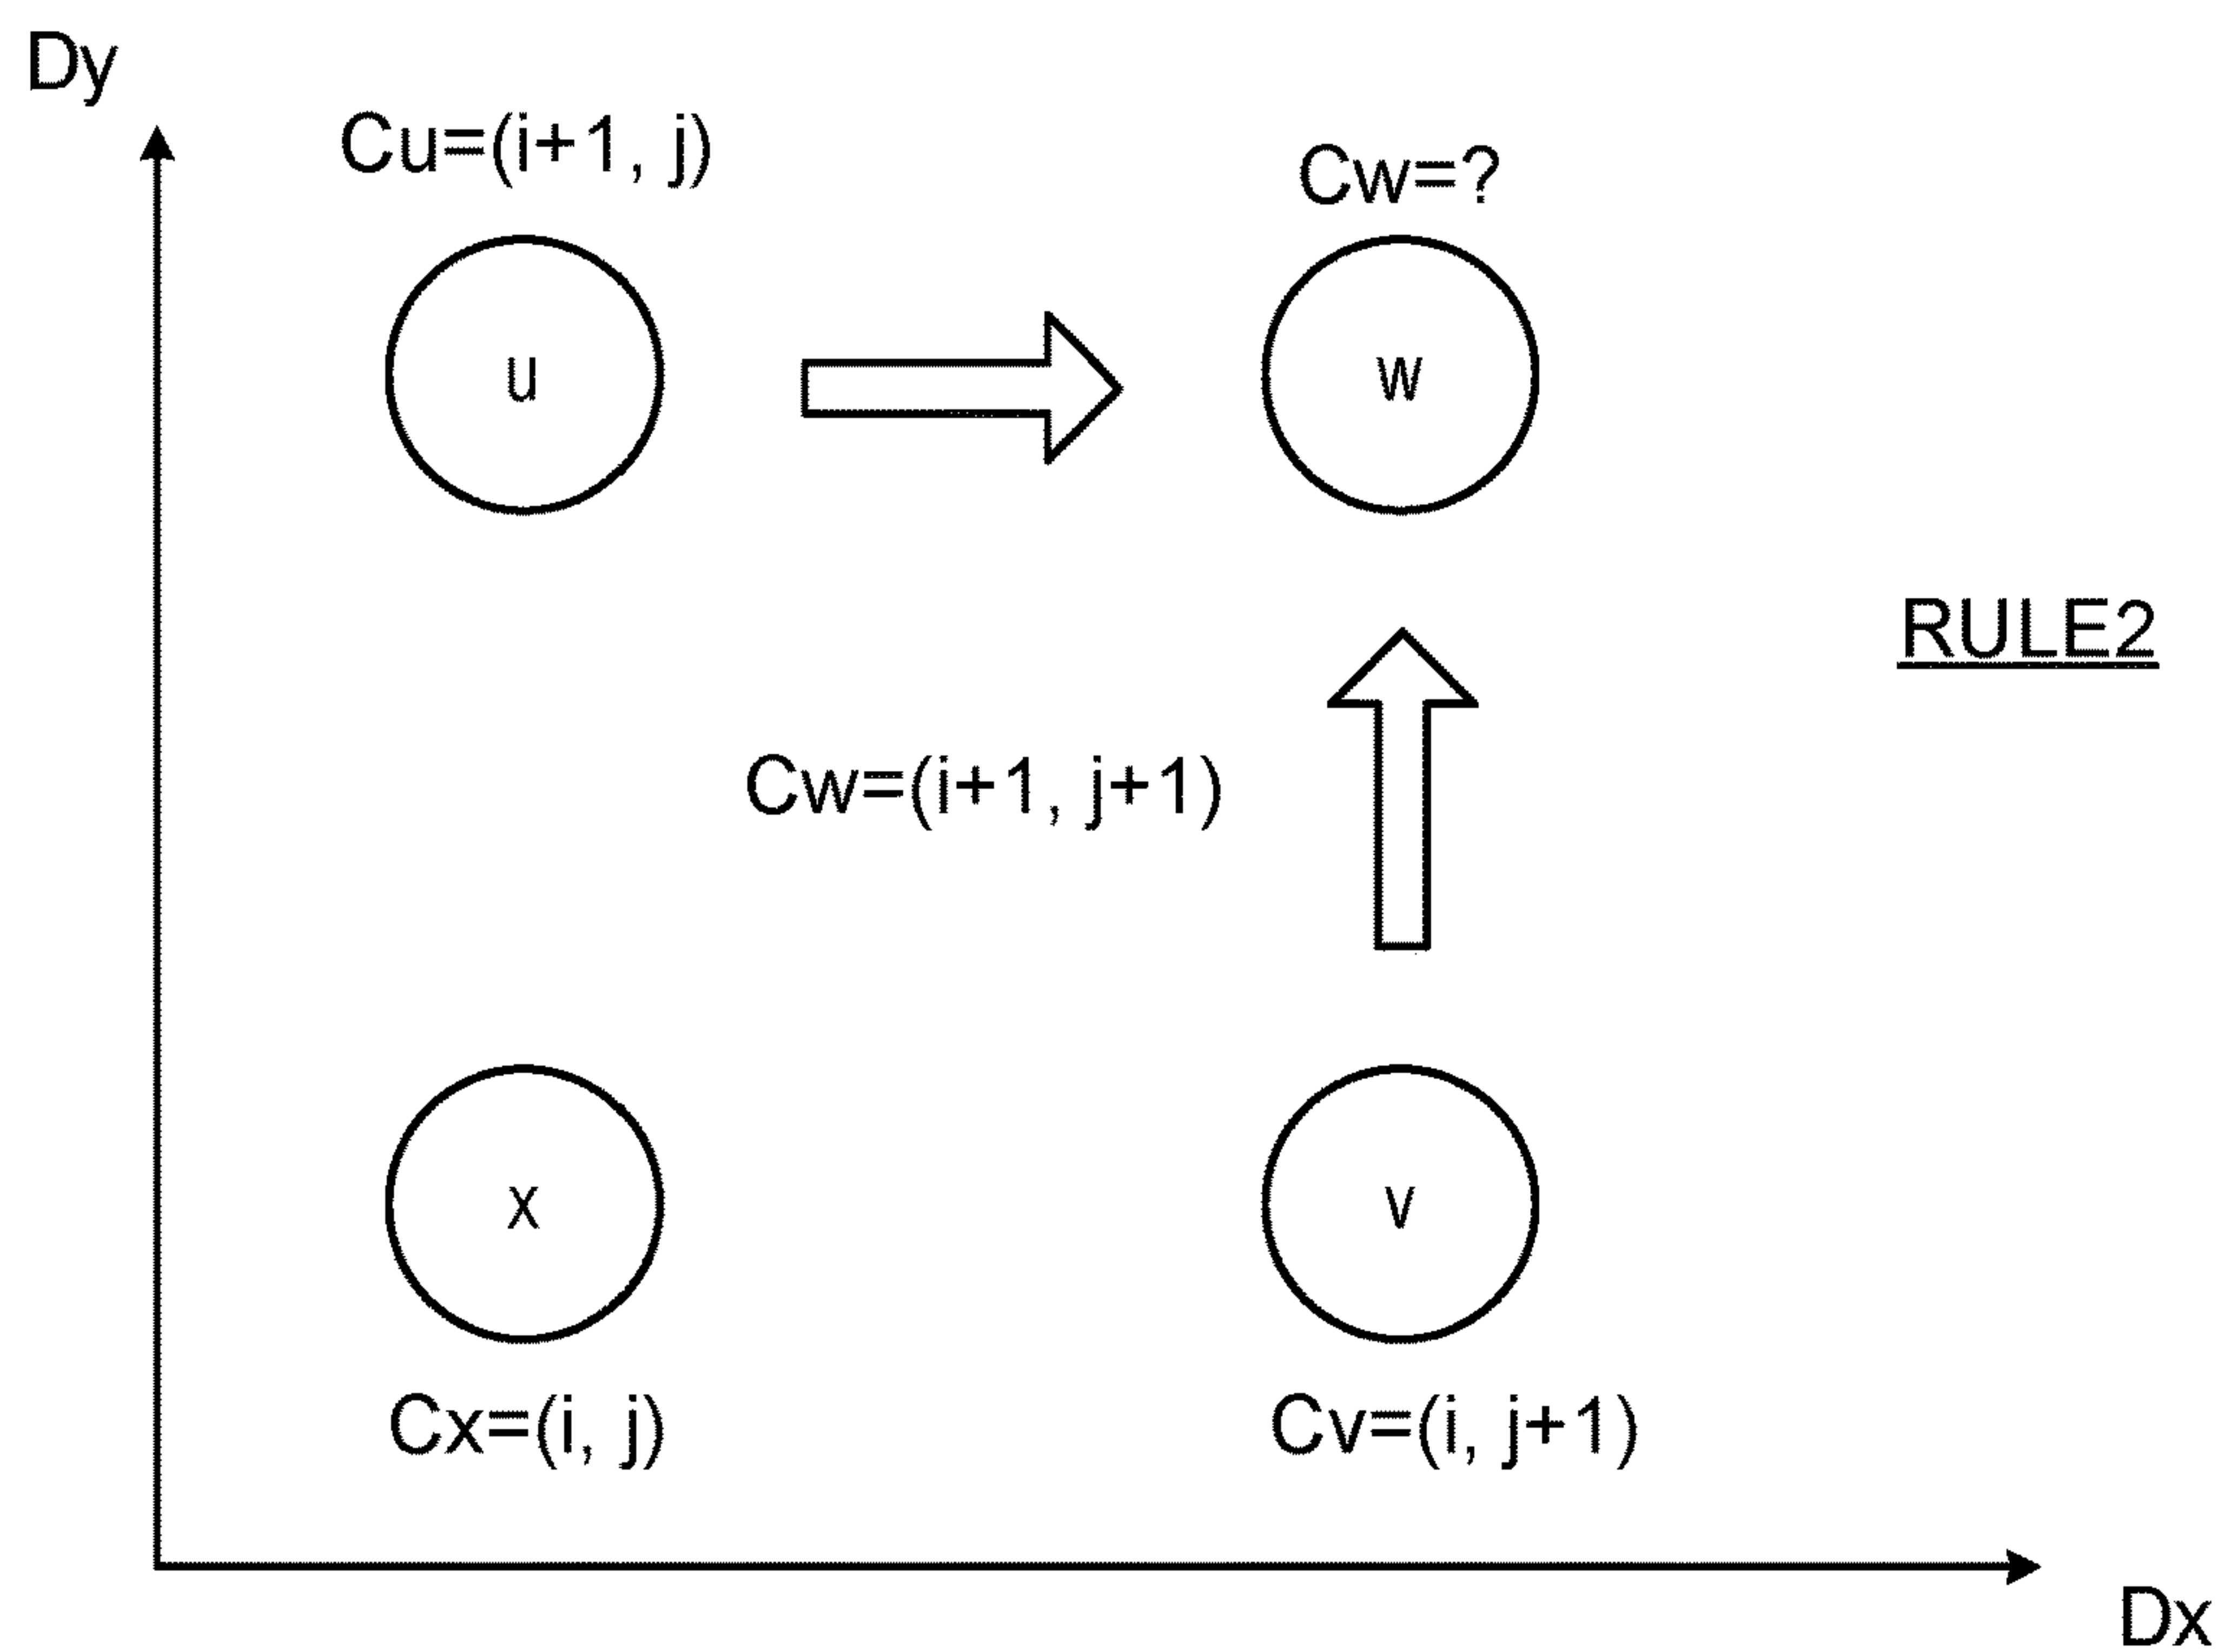 Dy
Cu=(i+1, j)
Cw=?
u
w
RULE2
Cw=(i+1, j+1)
x
v
Cx=(i, j)
Cv=(i, j+1)
Dx